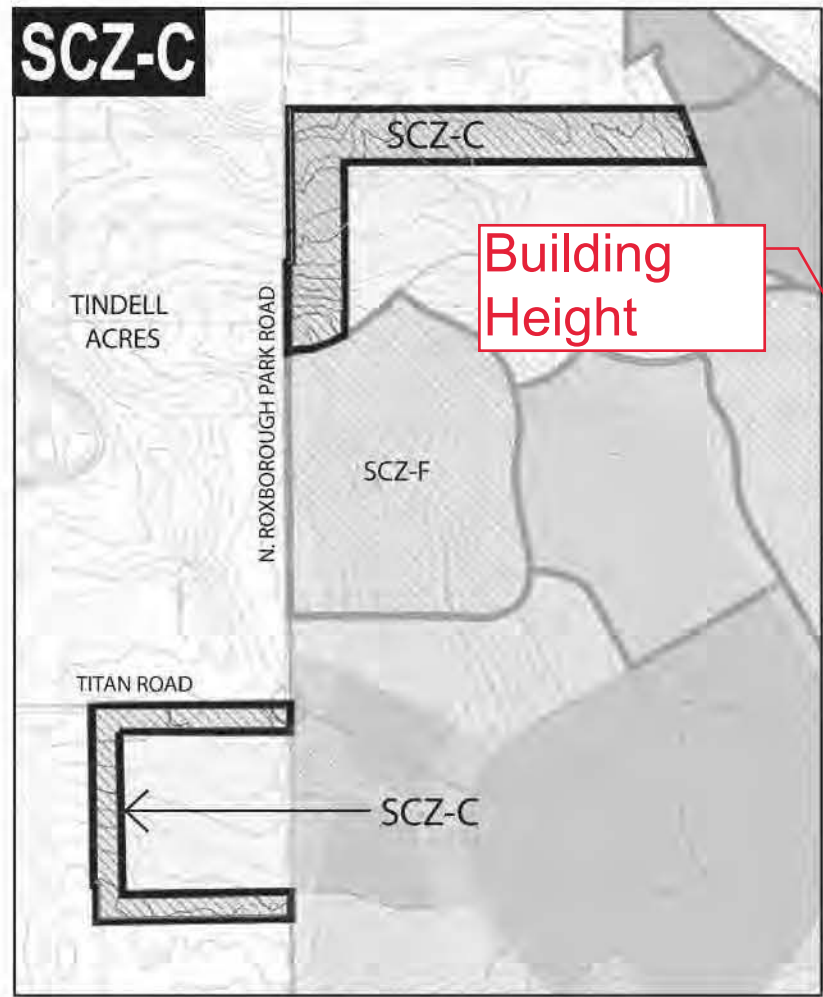 SCZ-C
SCZ-C
Building
Height
TINDELL
ACRES
N. ROXBOROUGH PARK ROAD
SCZ-F
TITAN ROAD
SCZ-C